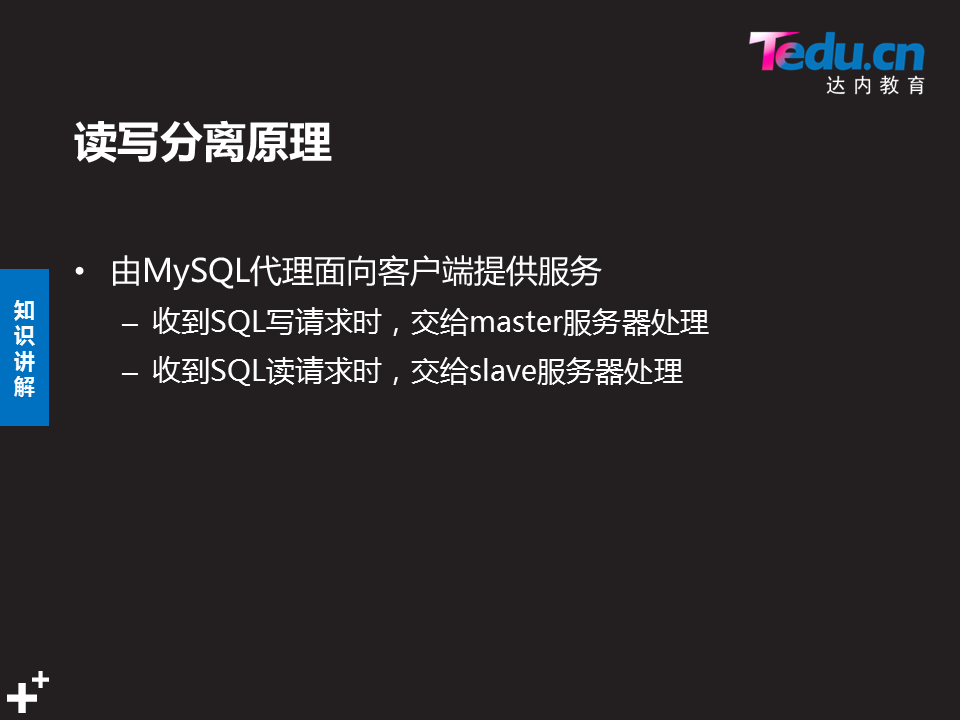 Tedu.cn
达内教育
读写分离原理
• 由MySQL代理面向客户端提供服务
– 收到SQL写请求时，交给master服务器处理
– 收到SQL读请求时，交给slave服务器处理
知识讲解